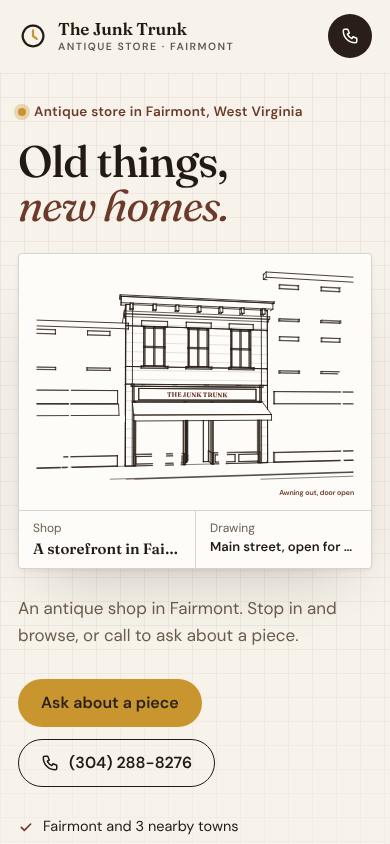 The Junk Trunk
ANTIQUE STORE · FAIRMONT
Antique store in Fairmont, West Virginia
Old things,
new homes.
THE JUNK TRUNK
Awning out, door open
Shop
A storefront in Fai...
Drawing
Main street, open for ...
An antique shop in Fairmont. Stop in and
browse, or call to ask about a piece.
Ask about a piece
(304) 288-8276
Fairmont and 3 nearby towns